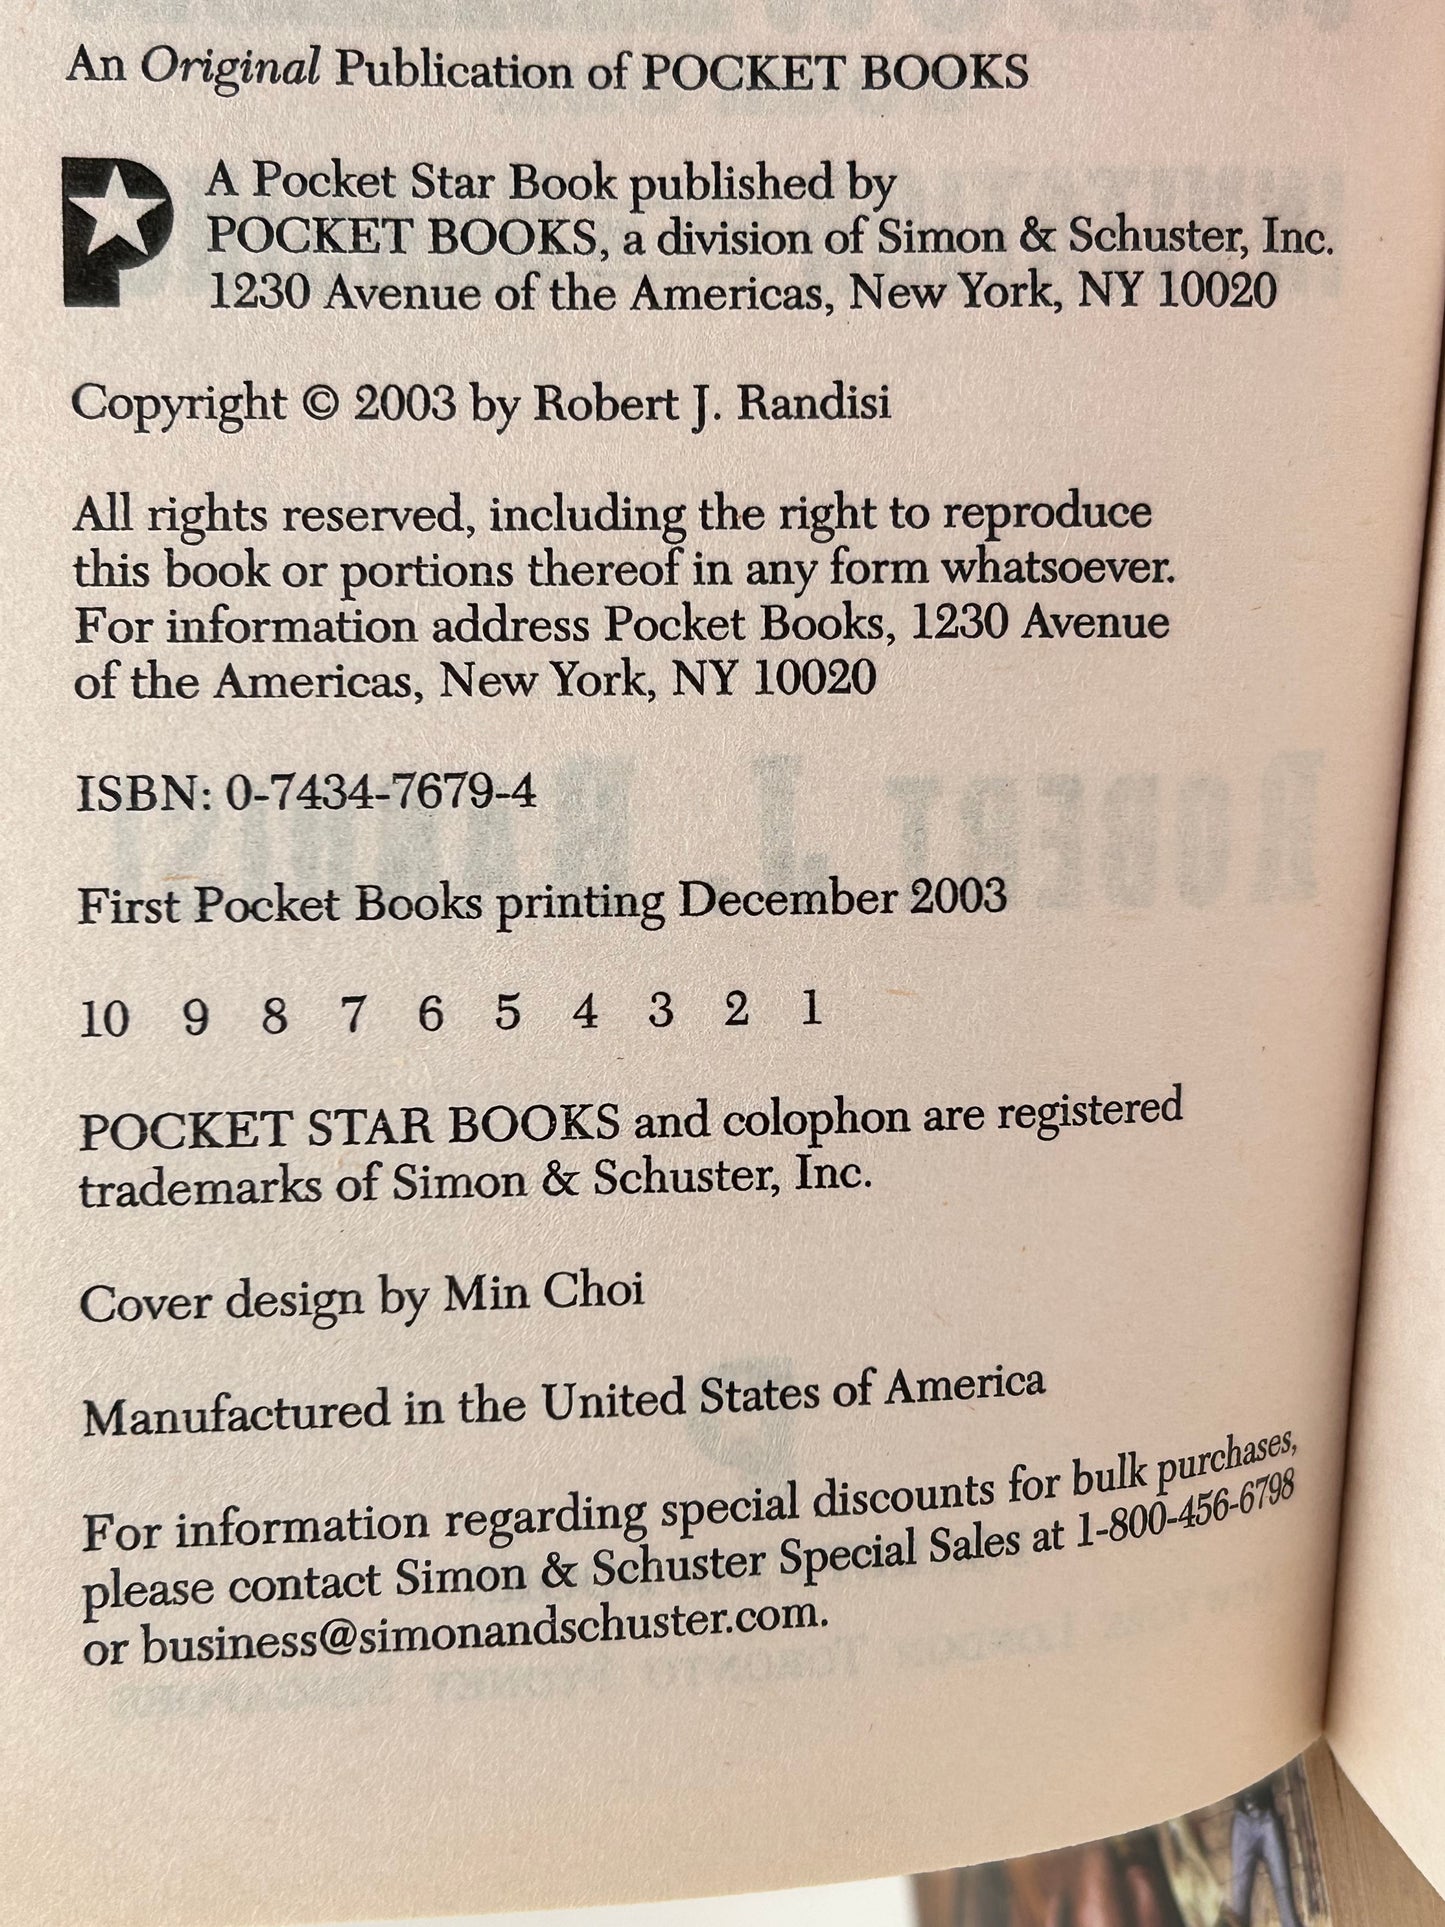 An Original Publication of POCKET BOOKS
A Pocket Star Book published by
POCKET BOOKS, a division of Simon & Schuster, Inc.
1230 Avenue of the Americas, New York, NY 10020
Copyright © 2003 by Robert J. Randisi
All rights reserved, including the right to reproduce
this book or portions thereof in any form whatsoever.
For information address Pocket Books, 1230 Avenue
of the Americas, New York, NY 10020
ISBN: 0-7434-7679-4
First Pocket Books printing December 2003
10 9 8 7 6 5 4 3 2 1
POCKET STAR BOOKS and colophon are registered
trademarks of Simon & Schuster, Inc.
Cover design by Min Choi
Manufactured in the United States of America
For information regarding special discounts for bulk purchases,
please contact Simon & Schuster Special Sales at 1-800-456-6798
or business@simonandschuster.com.